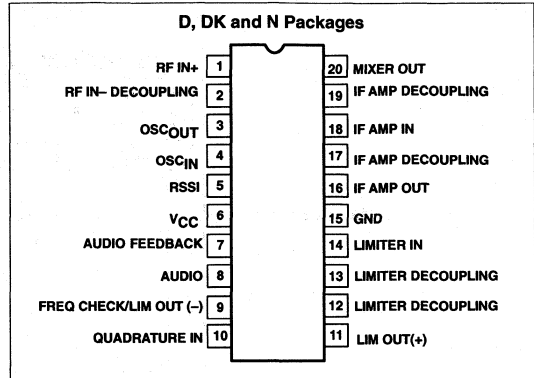 D, DK and N Packages
RF IN+ 1
RF IN– DECOUPLING 2
OSCOUT 3
OSCIN 4
RSSI 5
VCC 6
AUDIO FEEDBACK 7
AUDIO 8
FREQ CHECK/LIM OUT (–) 9
QUADRATURE IN 10
20 MIXER OUT
19 IF AMP DECOUPLING
18 IF AMP IN
17 IF AMP DECOUPLING
16 IF AMP OUT
15 GND
14 LIMITER IN
13 LIMITER DECOUPLING
12 LIMITER DECOUPLING
11 LIM OUT(+)